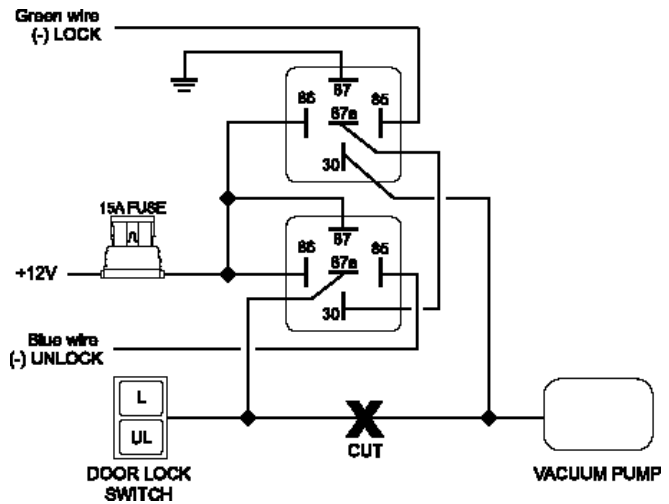 Green wire
(-) LOCK
87
86
85
87a
30
15A FUSE
87
86
85
87a
+12V
30
Blue wire
(-) UNLOCK
L
UL
CUT
DOOR LOCK
SWITCH
VACUUM PUMP